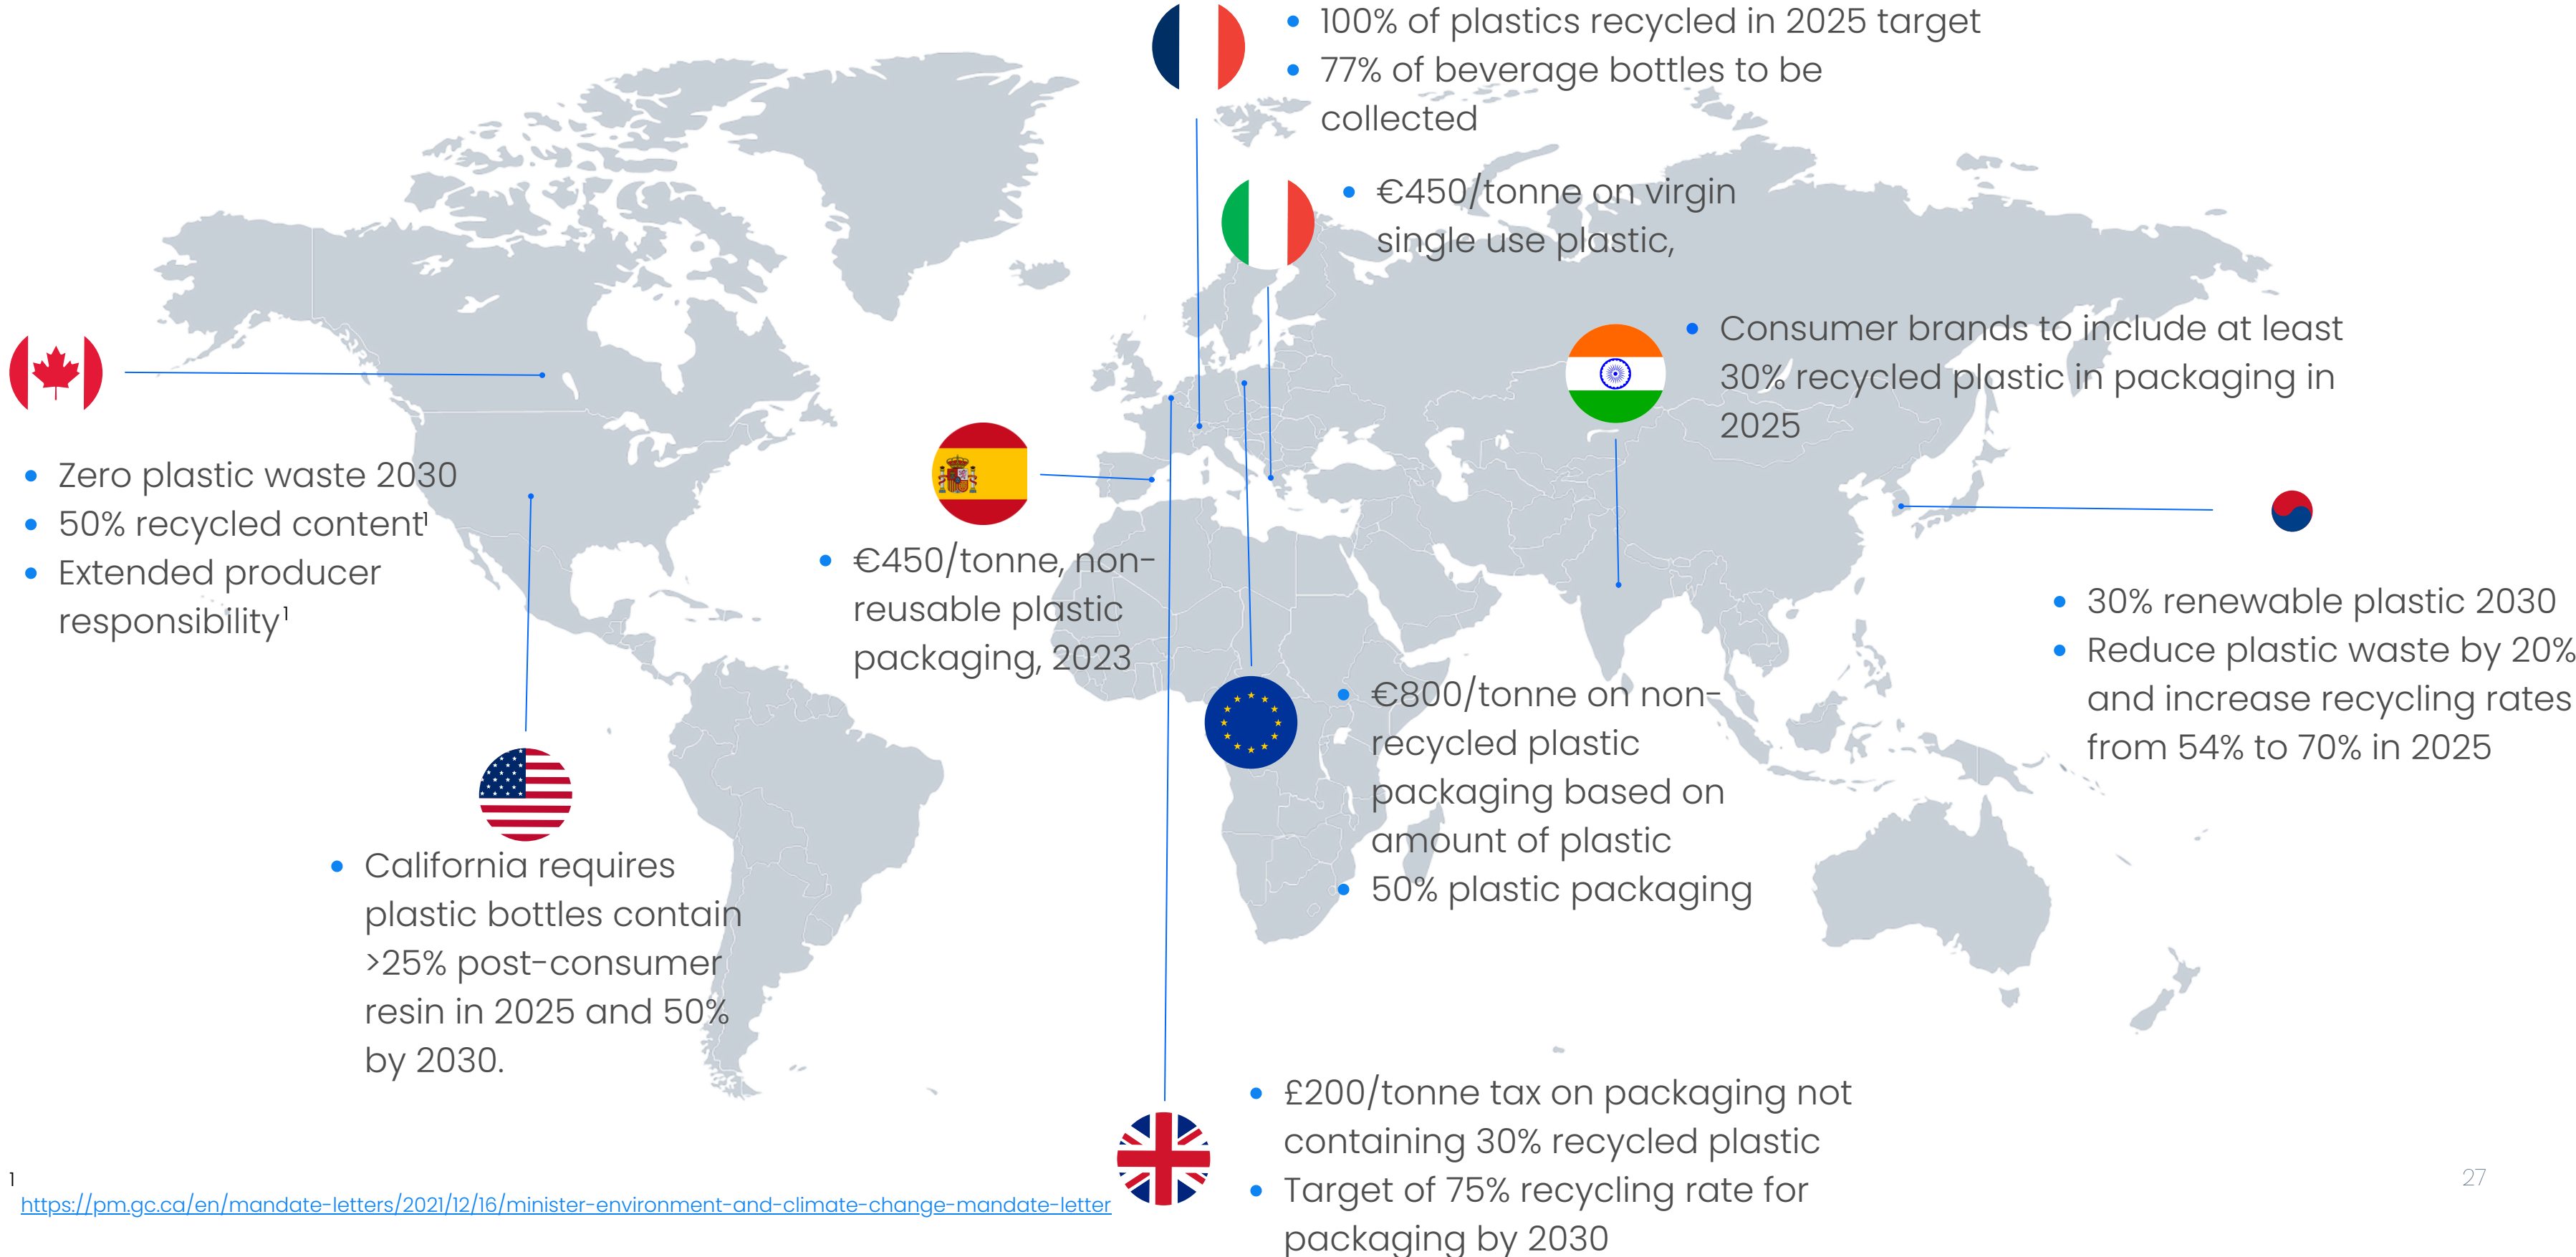 100% of plastics recycled in 2025 target
77% of beverage bottles to be
collected
€450/tonne on virgin
single use plastic,
Consumer brands to include at least
30% recycled plastic in packaging in
2025
Zero plastic waste 2030
50% recycled content¹
Extended producer
responsibility¹
€450/tonne, non-
reusable plastic
packaging, 2023
30% renewable plastic 2030
Reduce plastic waste by 20%
and increase recycling rates
from 54% to 70% in 2025
€800/tonne on non-
recycled plastic
packaging based on
amount of plastic
50% plastic packaging
California requires
plastic bottles contain
>25% post-consumer
resin in 2025 and 50%
by 2030.
£200/tonne tax on packaging not
containing 30% recycled plastic
Target of 75% recycling rate for
packaging by 2030
1
https://pm.gc.ca/en/mandate-letters/2021/12/16/minister-environment-and-climate-change-mandate-letter
27